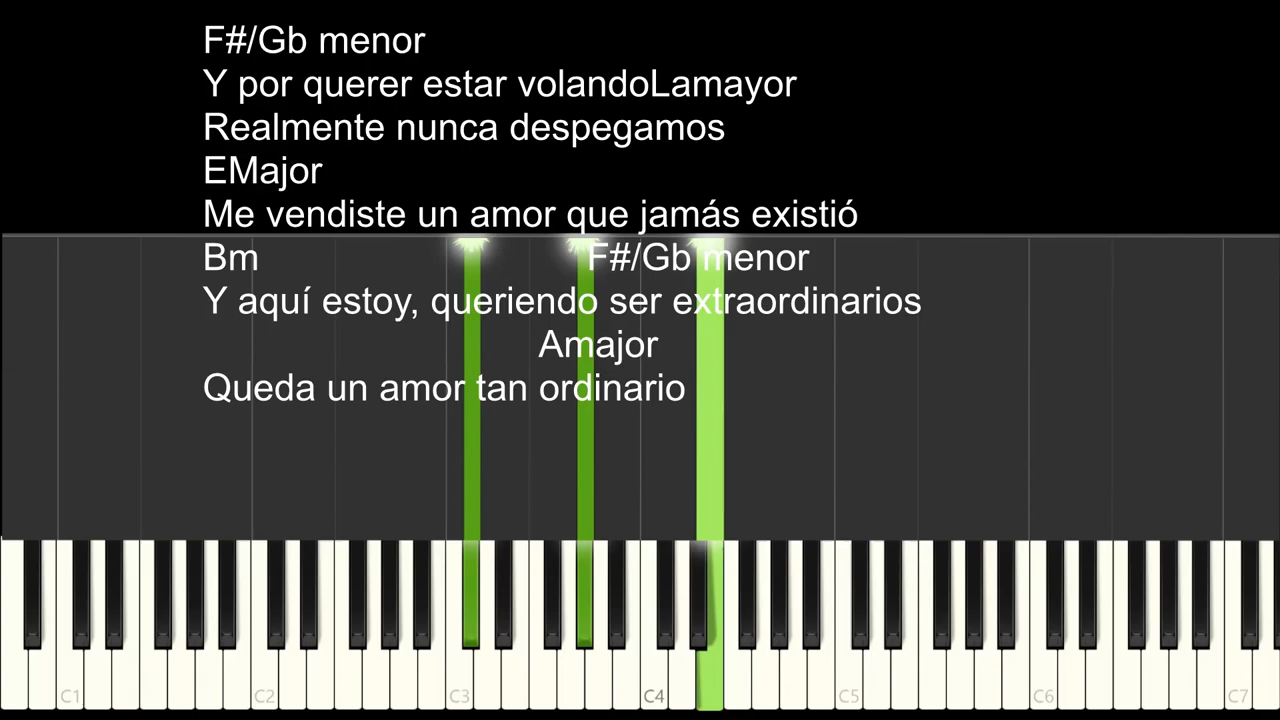 F#/Gb menor
Y por querer estar volandoLamayor
Realmente nunca despegamos
EMajor
Me vendiste un amor que jamás existió
Bm F#/Gb menor
Y aquí estoy, queriendo ser extraordinarios
Amajor
Queda un amor tan ordinario
C1 C2 C3 C4 C5 C6 C7